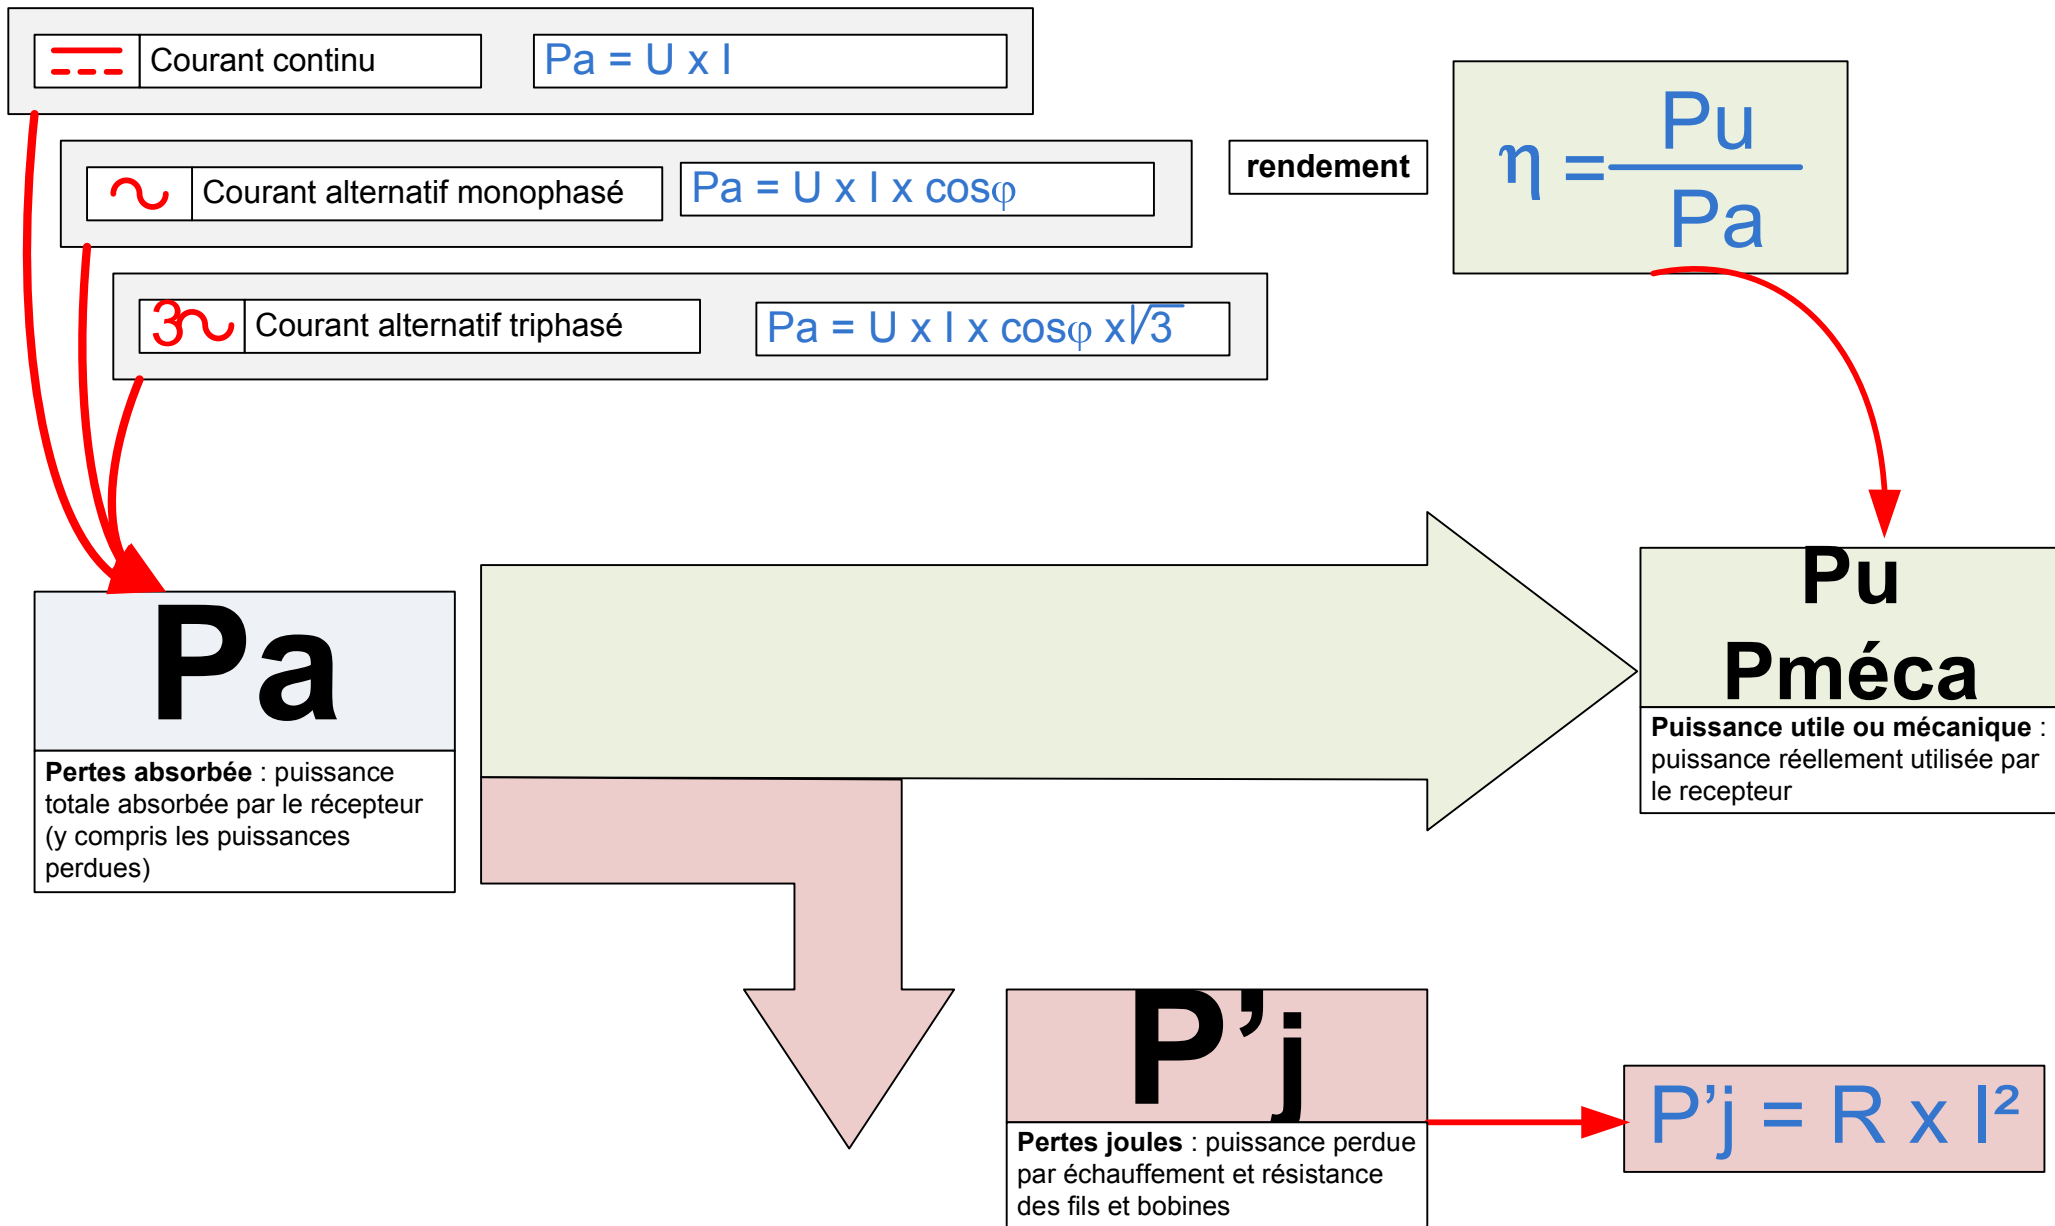 Courant continu
Pa = U x I
Courant alternatif monophasé
Pa = U x I x cosφ
3 Courant alternatif triphasé
Pa = U x I x cosφ x√3
rendement
η = Pu
Pa
Pa
Pertes absorbée : puissance
totale absorbée par le récepteur
(y compris les puissances
perdues)
Pu
Pméca
Puissance utile ou mécanique :
puissance réellement utilisée par
le recepteur
P’j
Pertes joules : puissance perdue
par échauffement et résistance
des fils et bobines
P’j = R x I²